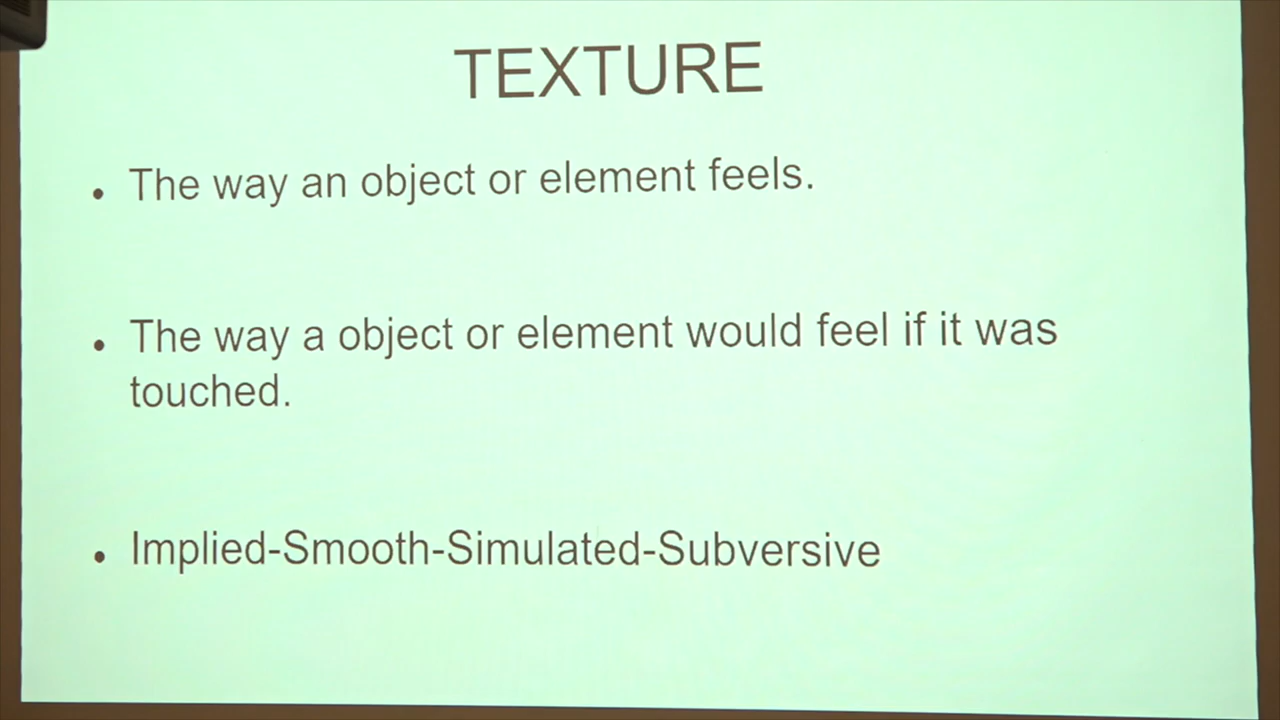 TEXTURE
• The way an object or element feels.
• The way a object or element would feel if it was
touched.
• Implied-Smooth-Simulated-Subversive